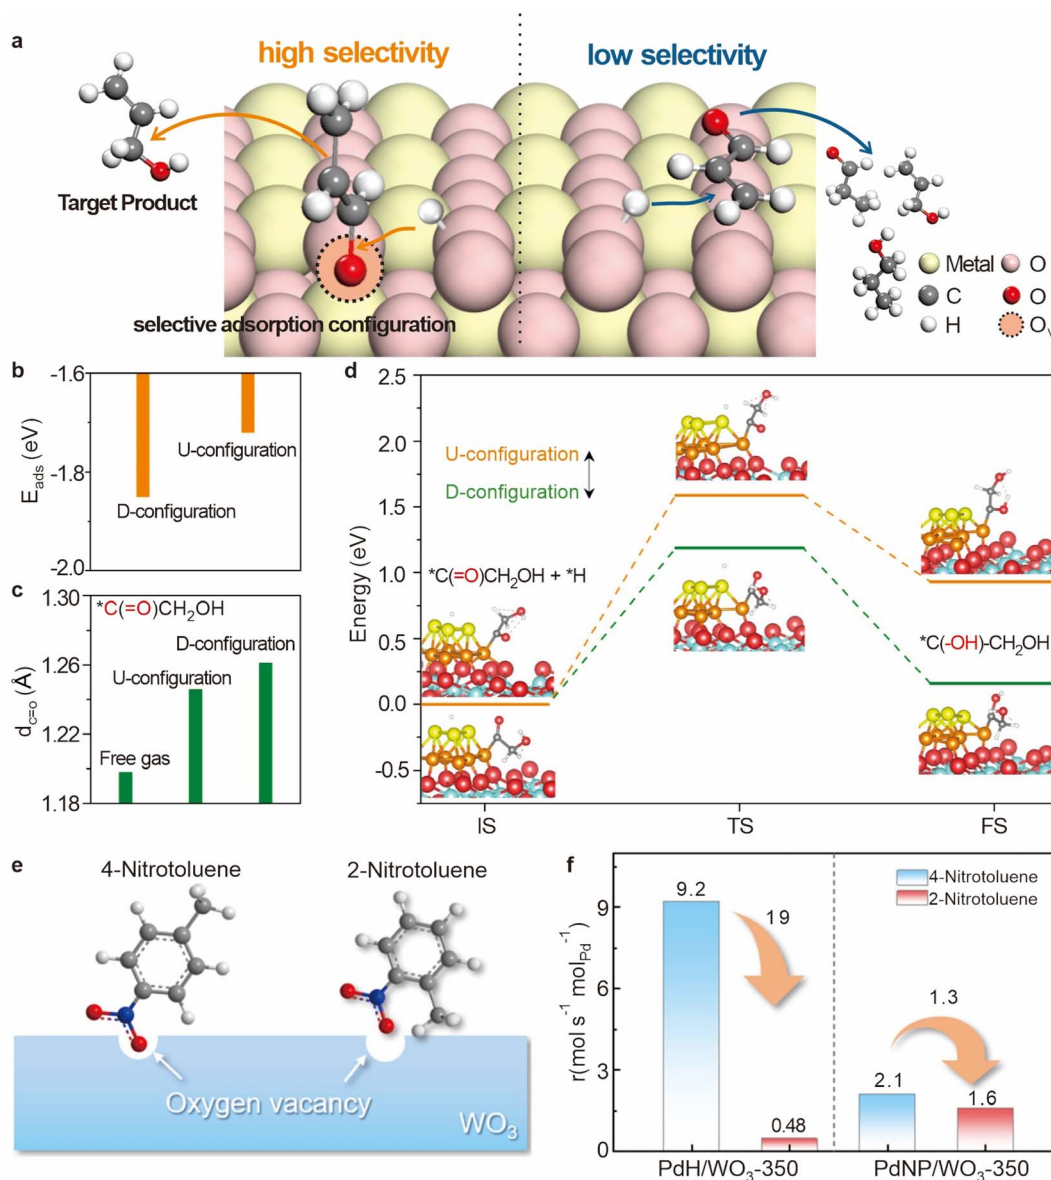 a
high selectivity
low selectivity
Target Product
selective adsorption configuration
Metal
O
C
O
H
b
-1.6
-1.8
-2.0
E_ads (eV)
U-configuration
D-configuration
c
1.30
1.26
1.22
1.18
d_c=o (Å)
*C(=O)CH₂OH
D-configuration
U-configuration
Free gas
d
2.5
2.0
1.5
1.0
0.5
0.0
-0.5
Energy (eV)
U-configuration
D-configuration
*C(=O)CH₂OH + *H
*C(-OH)-CH₂OH
IS
TS
FS
e
4-Nitrotoluene
2-Nitrotoluene
Oxygen vacancy
WO₃
f
9
6
3
0
r(mol s⁻¹ mol_Pd⁻¹)
4-Nitrotoluene
2-Nitrotoluene
9.2
19
0.48
1.3
2.1
1.6
PdH/WO₃-350
PdNP/WO₃-350